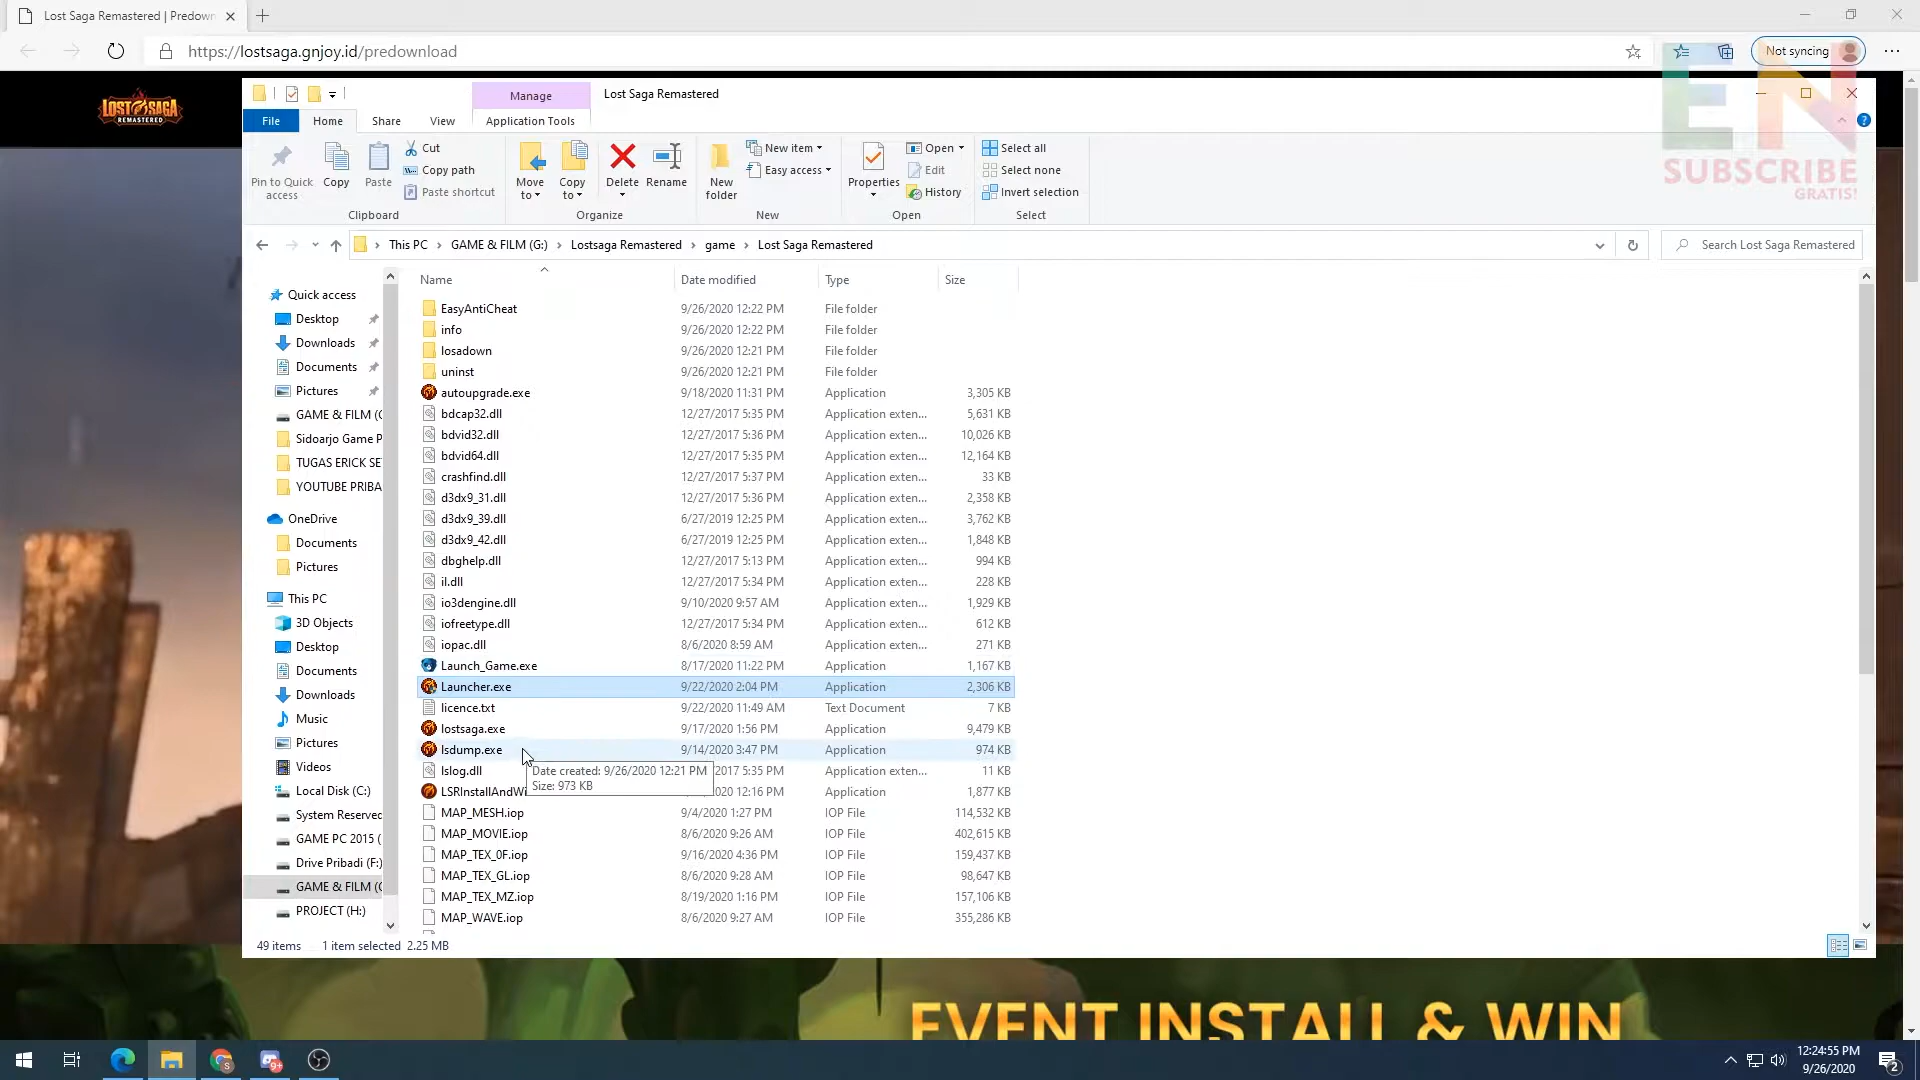 Lost Saga Remastered | Predown
https://lostsaga.gnjoy.id/predownload
Not syncing
LOST SAGA
REMASTERED
EN
SUBSCRIBE
GRATIS!
Manage
Lost Saga Remastered
File
Home
Share
View
Application Tools
Pin to Quick
access
Copy
Paste
Cut
Copy path
Paste shortcut
Clipboard
Move
to
Copy
to
Delete
Rename
Organize
New
folder
New item
Easy access
New
Properties
Open
Edit
History
Open
Select all
Select none
Invert selection
Select
This PC > GAME & FILM (G:) > Lostsaga Remastered > game > Lost Saga Remastered
Search Lost Saga Remastered
Quick access
Desktop
Downloads
Documents
Pictures
GAME & FILM (
Sidoarjo Game P
TUGAS ERICK SE
YOUTUBE PRIBA
OneDrive
Documents
Pictures
This PC
3D Objects
Desktop
Documents
Downloads
Music
Pictures
Videos
Local Disk (C:)
System Reserved
GAME PC 2015 (
Drive Pribadi (F:)
GAME & FILM (
PROJECT (H:)
Name Date modified Type Size
EasyAntiCheat 9/26/2020 12:22 PM File folder
info 9/26/2020 12:22 PM File folder
losadown 9/26/2020 12:21 PM File folder
uninst 9/26/2020 12:21 PM File folder
autoupgrade.exe 9/18/2020 11:31 PM Application 3,305 KB
bdcap32.dll 12/27/2017 5:35 PM Application exten... 5,631 KB
bdvid32.dll 12/27/2017 5:36 PM Application exten... 10,026 KB
bdvid64.dll 12/27/2017 5:35 PM Application exten... 12,164 KB
crashfind.dll 12/27/2017 5:37 PM Application exten... 33 KB
d3dx9_31.dll 12/27/2017 5:36 PM Application exten... 2,358 KB
d3dx9_39.dll 6/27/2019 12:25 PM Application exten... 3,762 KB
d3dx9_42.dll 6/27/2019 12:25 PM Application exten... 1,848 KB
dbghelp.dll 12/27/2017 5:13 PM Application exten... 994 KB
il.dll 12/27/2017 5:34 PM Application exten... 228 KB
io3dengine.dll 9/10/2020 9:57 AM Application exten... 1,929 KB
iofreetype.dll 12/27/2017 5:34 PM Application exten... 612 KB
iopac.dll 8/6/2020 8:59 AM Application exten... 271 KB
Launch_Game.exe 8/17/2020 11:22 PM Application 1,167 KB
Launcher.exe 9/22/2020 2:04 PM Application 2,306 KB
licence.txt 9/22/2020 11:49 AM Text Document 7 KB
lostsaga.exe 9/17/2020 1:56 PM Application 9,479 KB
lsdump.exe 9/14/2020 3:47 PM Application 974 KB
lslog.dll 2017 5:35 PM Application exten... 11 KB
Date created: 9/26/2020 12:21 PM
Size: 973 KB
LSRInstallAndWi 2020 12:16 PM Application 1,877 KB
MAP_MESH.iop 9/4/2020 1:27 PM IOP File 114,532 KB
MAP_MOVIE.iop 8/6/2020 9:26 AM IOP File 402,615 KB
MAP_TEX_0F.iop 9/16/2020 4:36 PM IOP File 159,437 KB
MAP_TEX_GL.iop 8/6/2020 9:28 AM IOP File 98,647 KB
MAP_TEX_MZ.iop 8/19/2020 1:16 PM IOP File 157,106 KB
MAP_WAVE.iop 8/6/2020 9:27 AM IOP File 355,286 KB
49 items 1 item selected 2.25 MB
EVENT INSTALL & WIN
9+
12:24:55 PM
9/26/2020
2